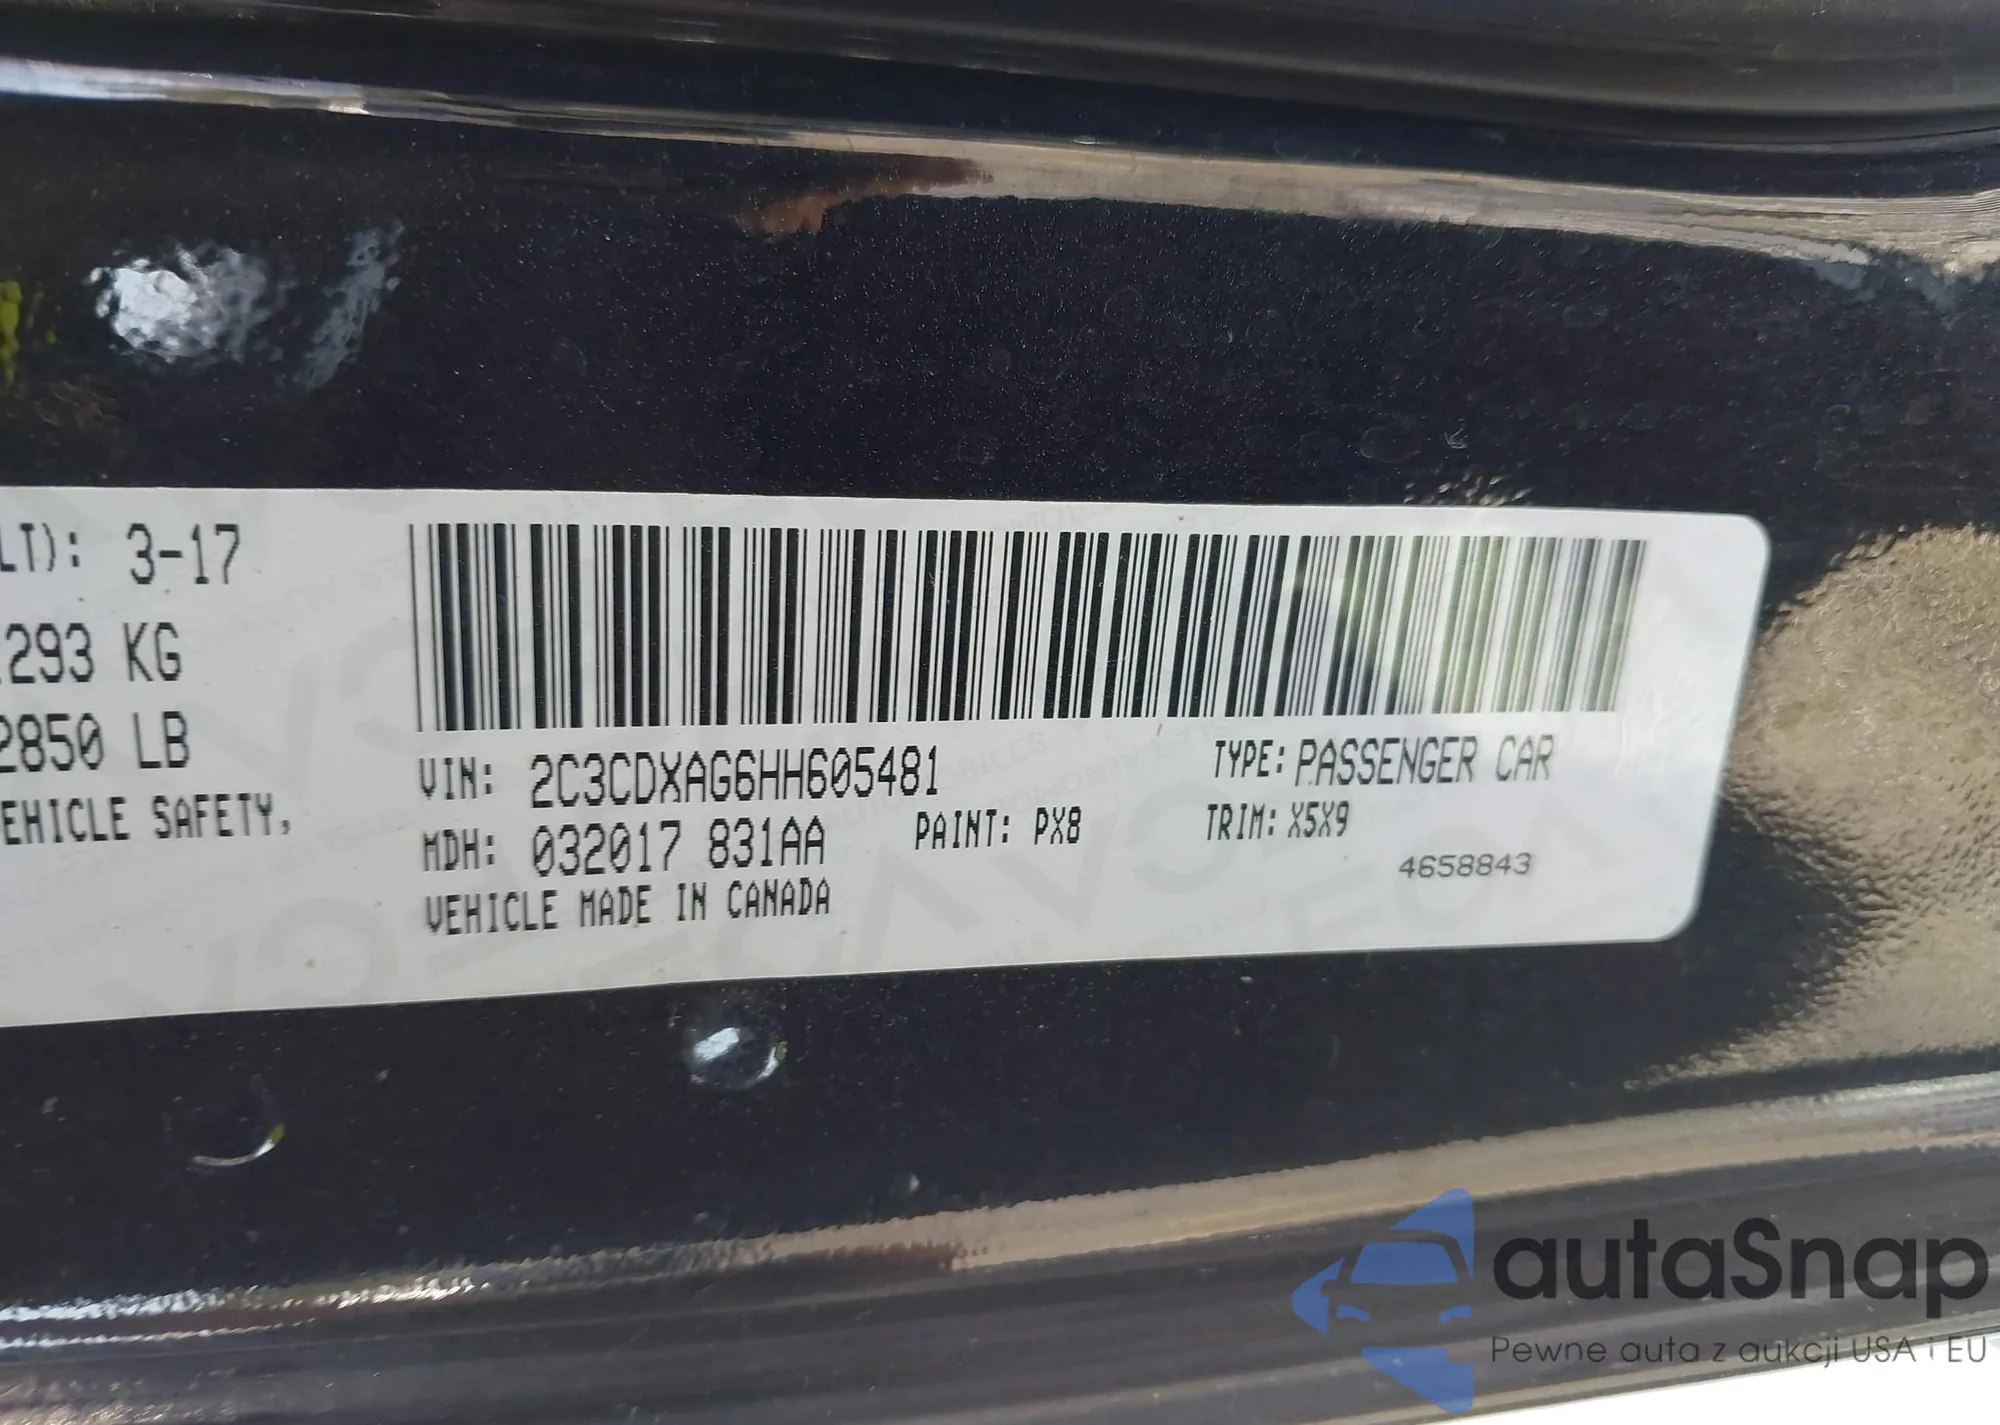 LT): 3-17
293 KG
2850 LB
EHICLE SAFETY,
VIN: 2C3CDXAG6HH605481
TYPE: PASSENGER CAR
MDH: 032017 831AA
PAINT: PX8
TRIM: X5X9
VEHICLE MADE IN CANADA
4658843
autaSnap
Pewne auta z aukcji USA i EU